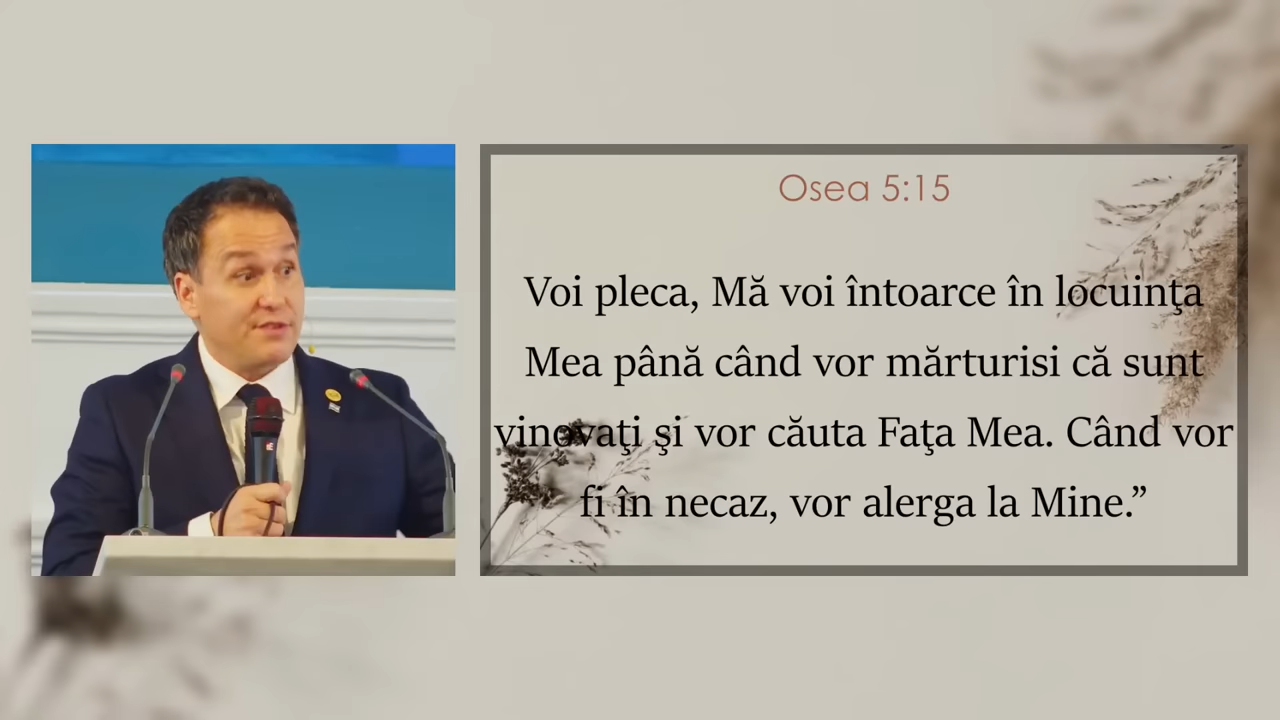 Osea 5:15
Voi pleca, Mă voi întoarce în locuinţa
Mea până când vor mărturisi că sunt
vinovaţi şi vor căuta Faţa Mea. Când vor
fi în necaz, vor alerga la Mine.”